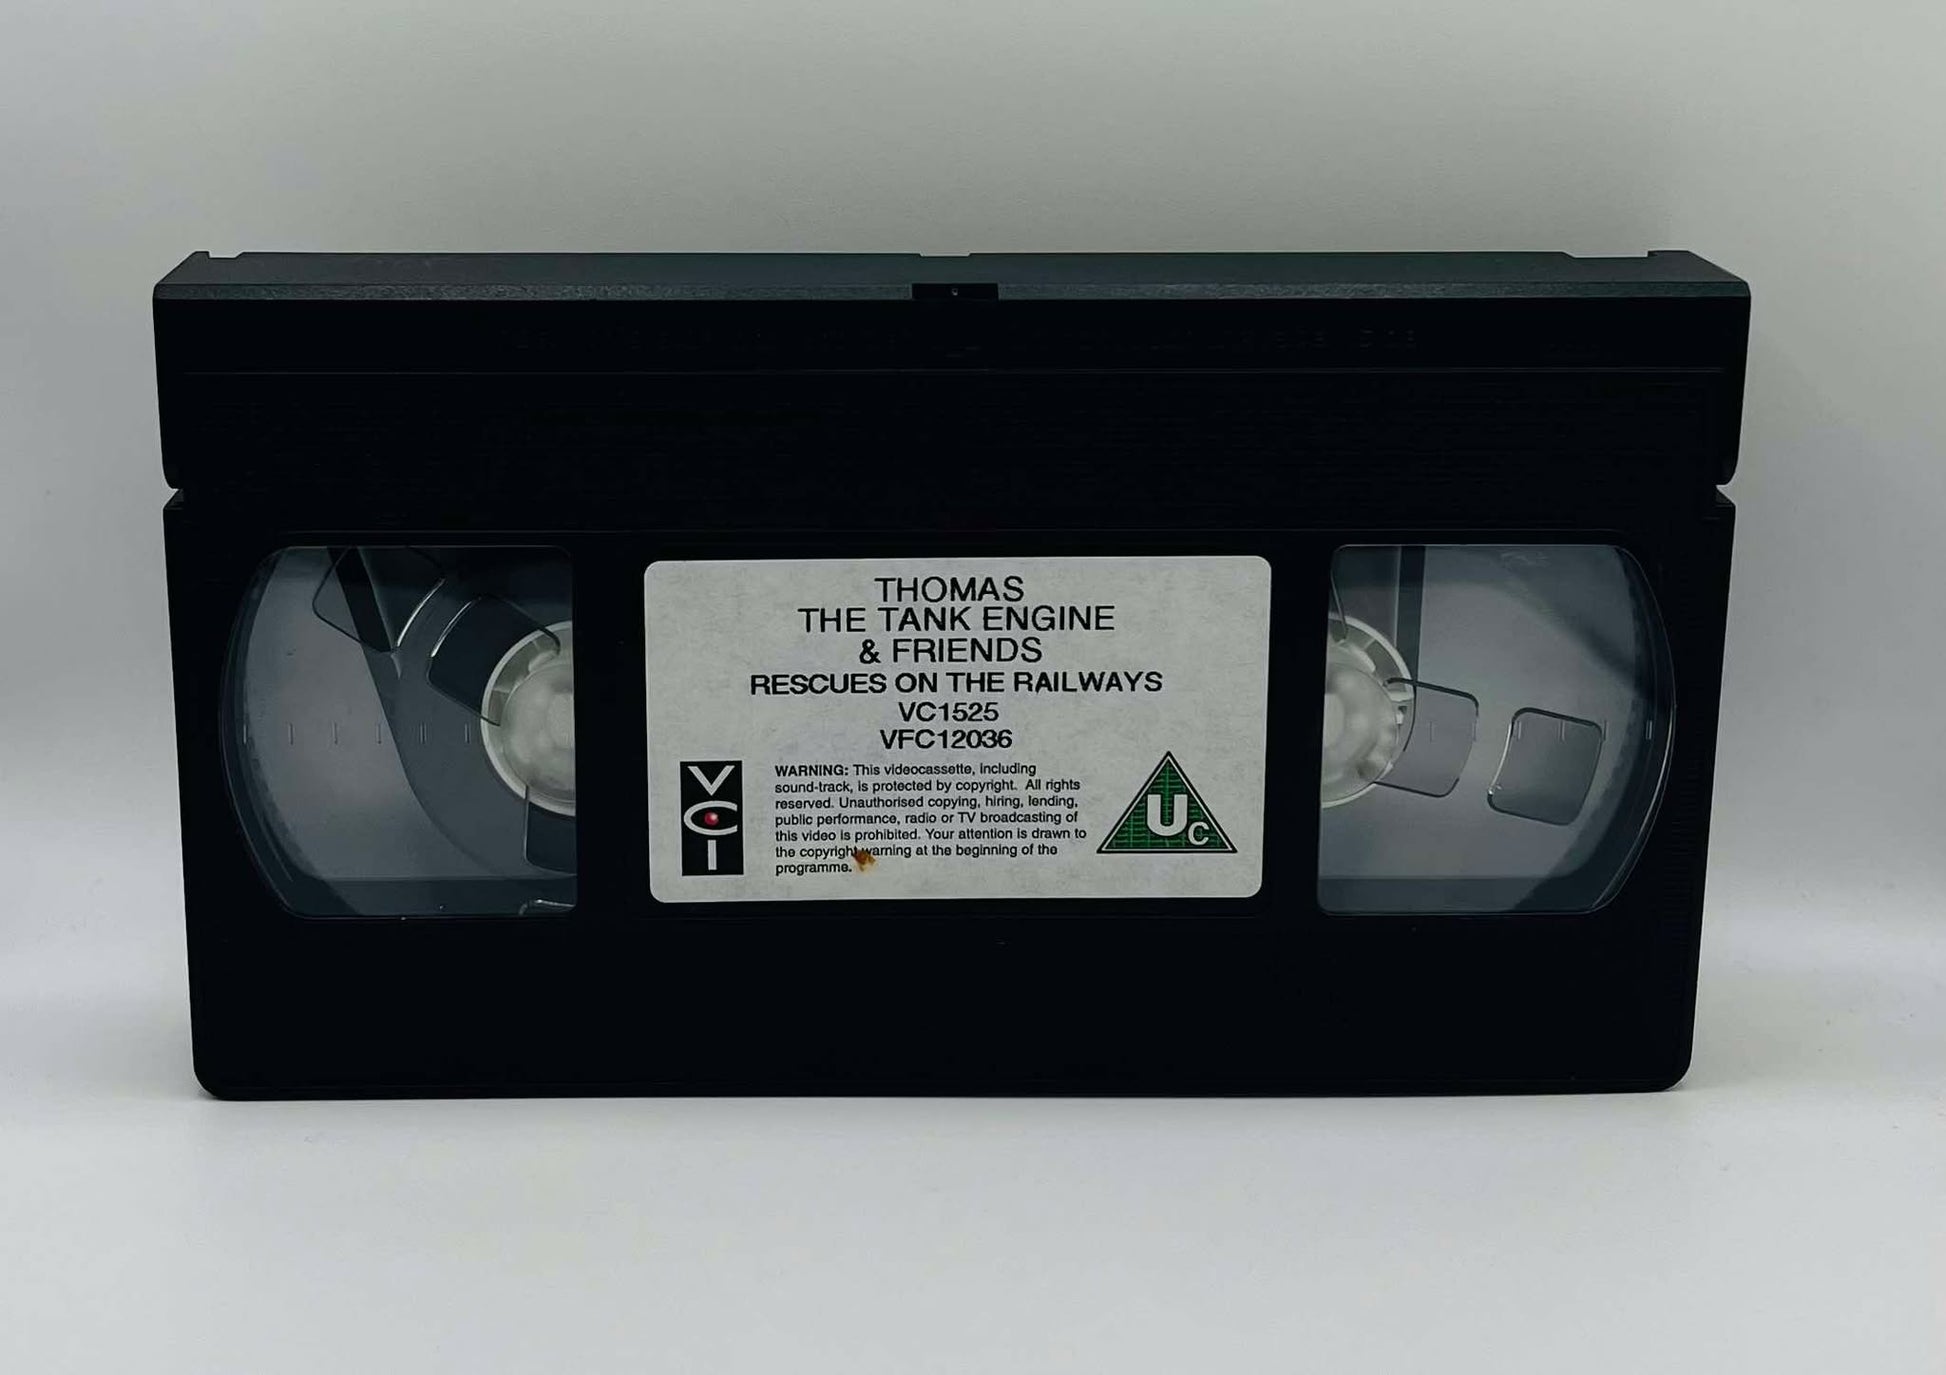 THOMAS
THE TANK ENGINE
& FRIENDS
RESCUES ON THE RAILWAYS
VC1525
VFC12036
VCI
WARNING: This videocassette, including
sound-track, is protected by copyright. All rights
reserved. Unauthorised copying, hiring, lending,
public performance, radio or TV broadcasting of
this video is prohibited. Your attention is drawn to
the copyright warning at the beginning of the
programme.
Uc